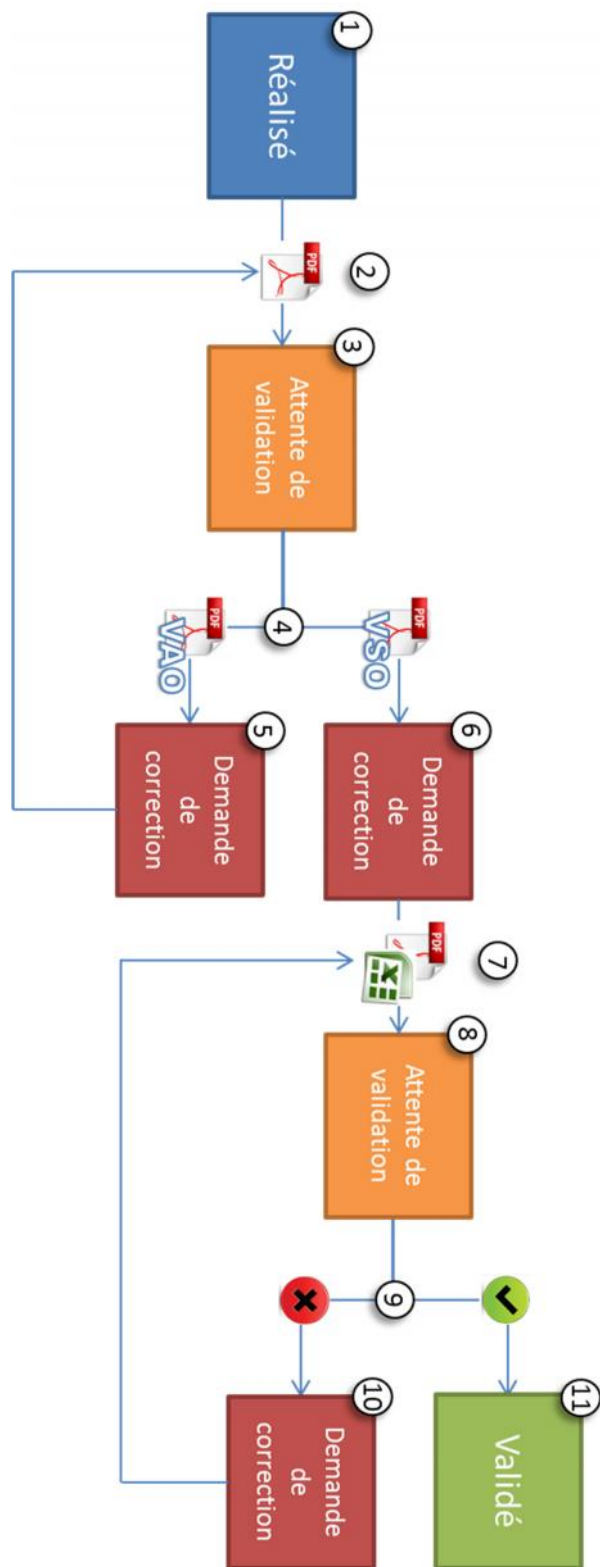 1
Réalisé
2
PDF
3
Attente de
validation
4
PDF
VAO
5
Demande
de
correction
PDF
VSO
6
Demande
de
correction
7
PDF
8
Attente de
validation
9
10
Demande
de
correction
11
Validé